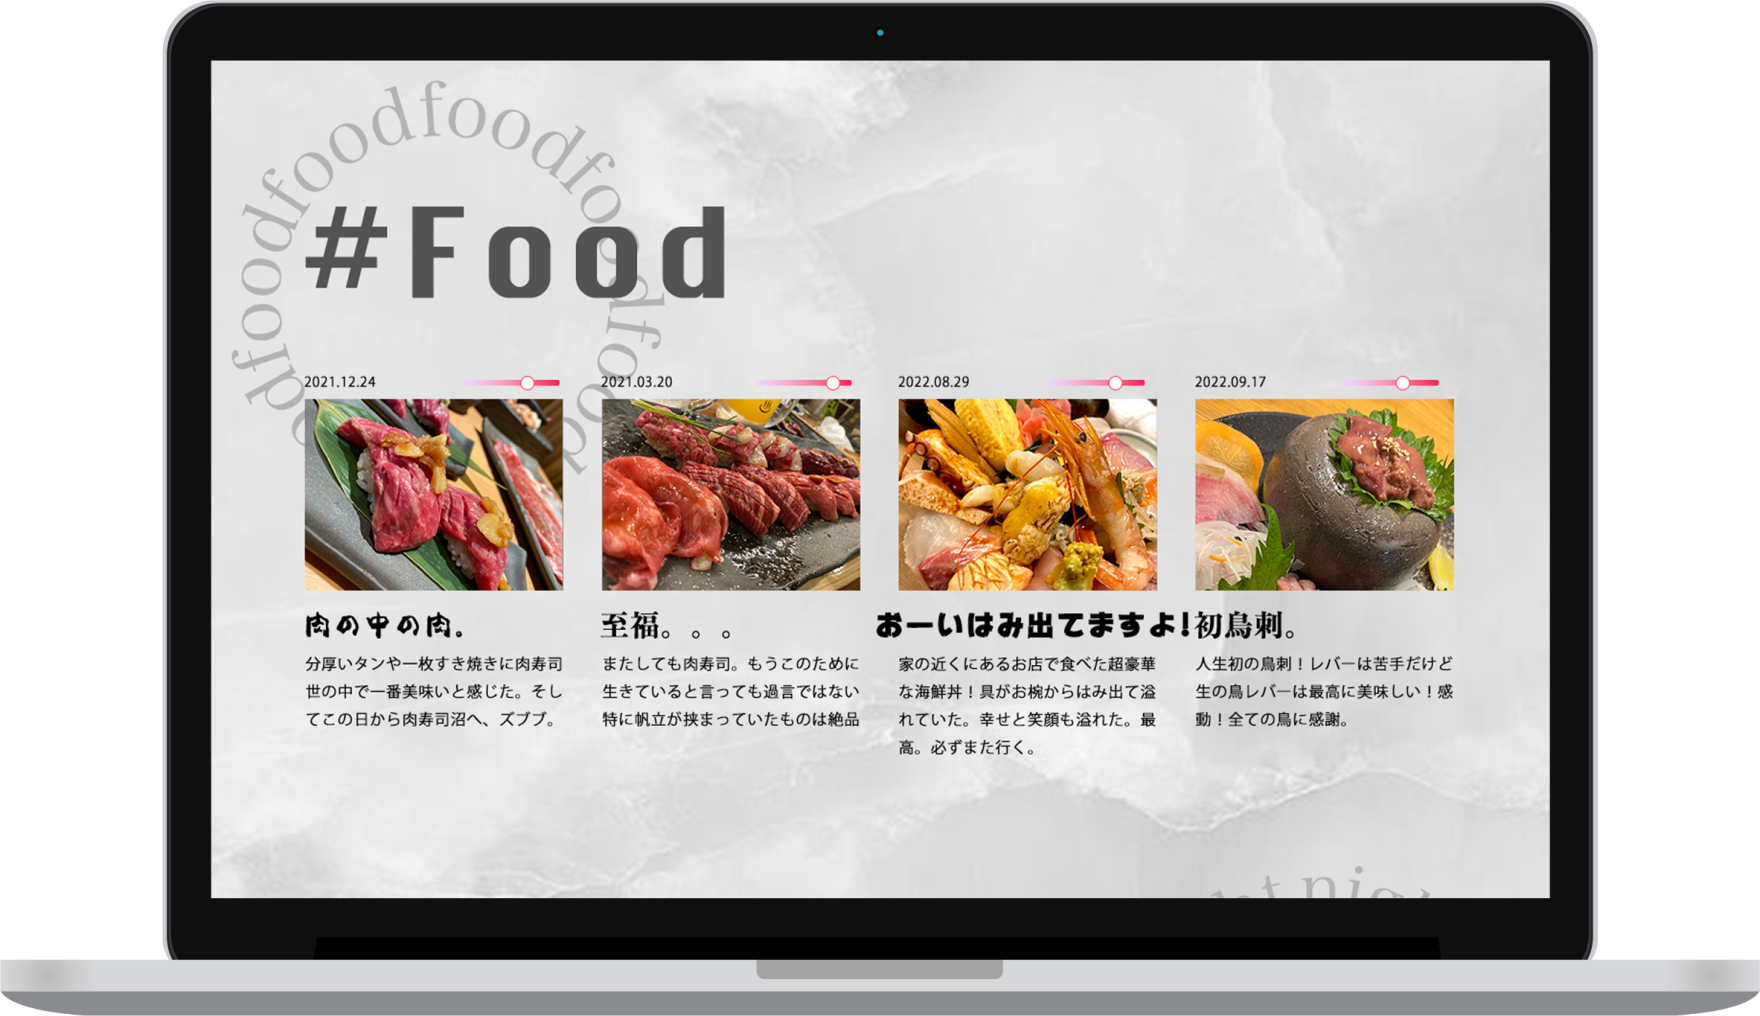 dfoodfoodfoodfoodfoodfoodfood
#Food
2021.12.24
2021.03.20
2022.08.29
2022.09.17
肉の中の肉。
至福。。。
おーいはみ出てますよ!
初鳥刺。
分厚いタンや一枚すき焼きに肉寿司
世の中で一番美味いと感じた。そし
てこの日から肉寿司沼へ、ズブブ。
またしても肉寿司。もうこのために
生きていると言っても過言ではない
特に帆立が挟まっていたものは絶品
家の近くにあるお店で食べた超豪華
な海鮮丼！具がお椀からはみ出て溢
れていた。幸せと笑顔も溢れた。最
高。必ずまた行く。
人生初の鳥刺！レバーは苦手だけど
生の鳥レバーは最高に美味しい！感
動！全ての鳥に感謝。